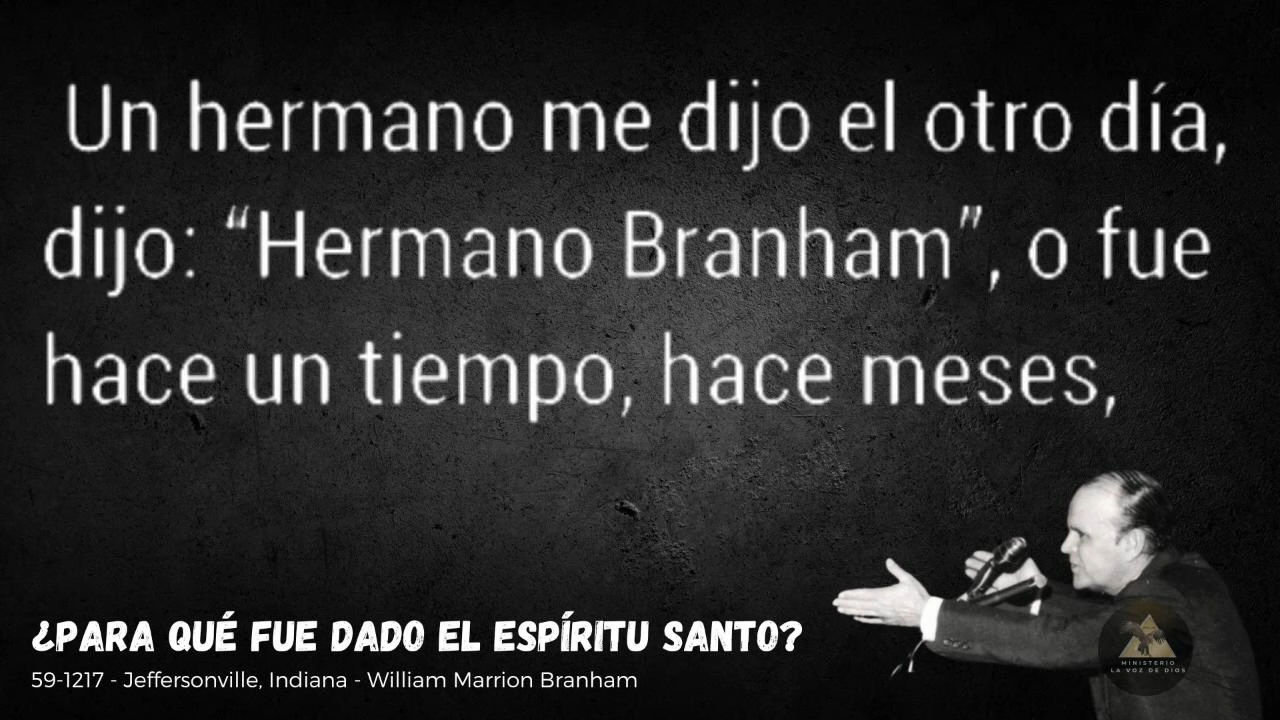 Un hermano me dijo el otro día,
dijo: “Hermano Branham”, o fue
hace un tiempo, hace meses,
¿PARA QUÉ FUE DADO EL ESPÍRITU SANTO?
59-1217 - Jeffersonville, Indiana - William Marrion Branham
MINISTERIO
LA VOZ DE DIOS